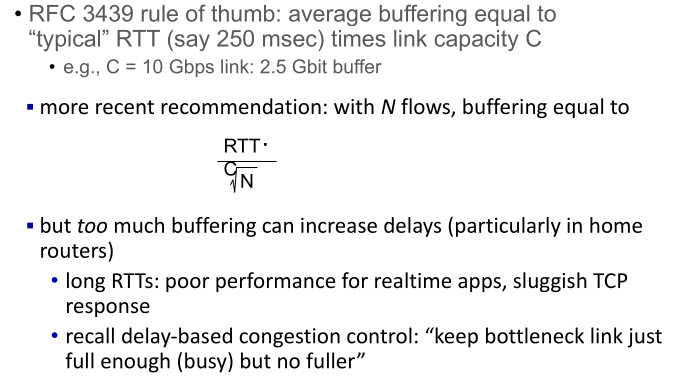 • RFC 3439 rule of thumb: average buffering equal to
“typical” RTT (say 250 msec) times link capacity C
• e.g., C = 10 Gbps link: 2.5 Gbit buffer
▪ more recent recommendation: with N flows, buffering equal to
RTT ·
C
√N
▪ but too much buffering can increase delays (particularly in home
routers)
• long RTTs: poor performance for realtime apps, sluggish TCP
response
• recall delay-based congestion control: “keep bottleneck link just
full enough (busy) but no fuller”